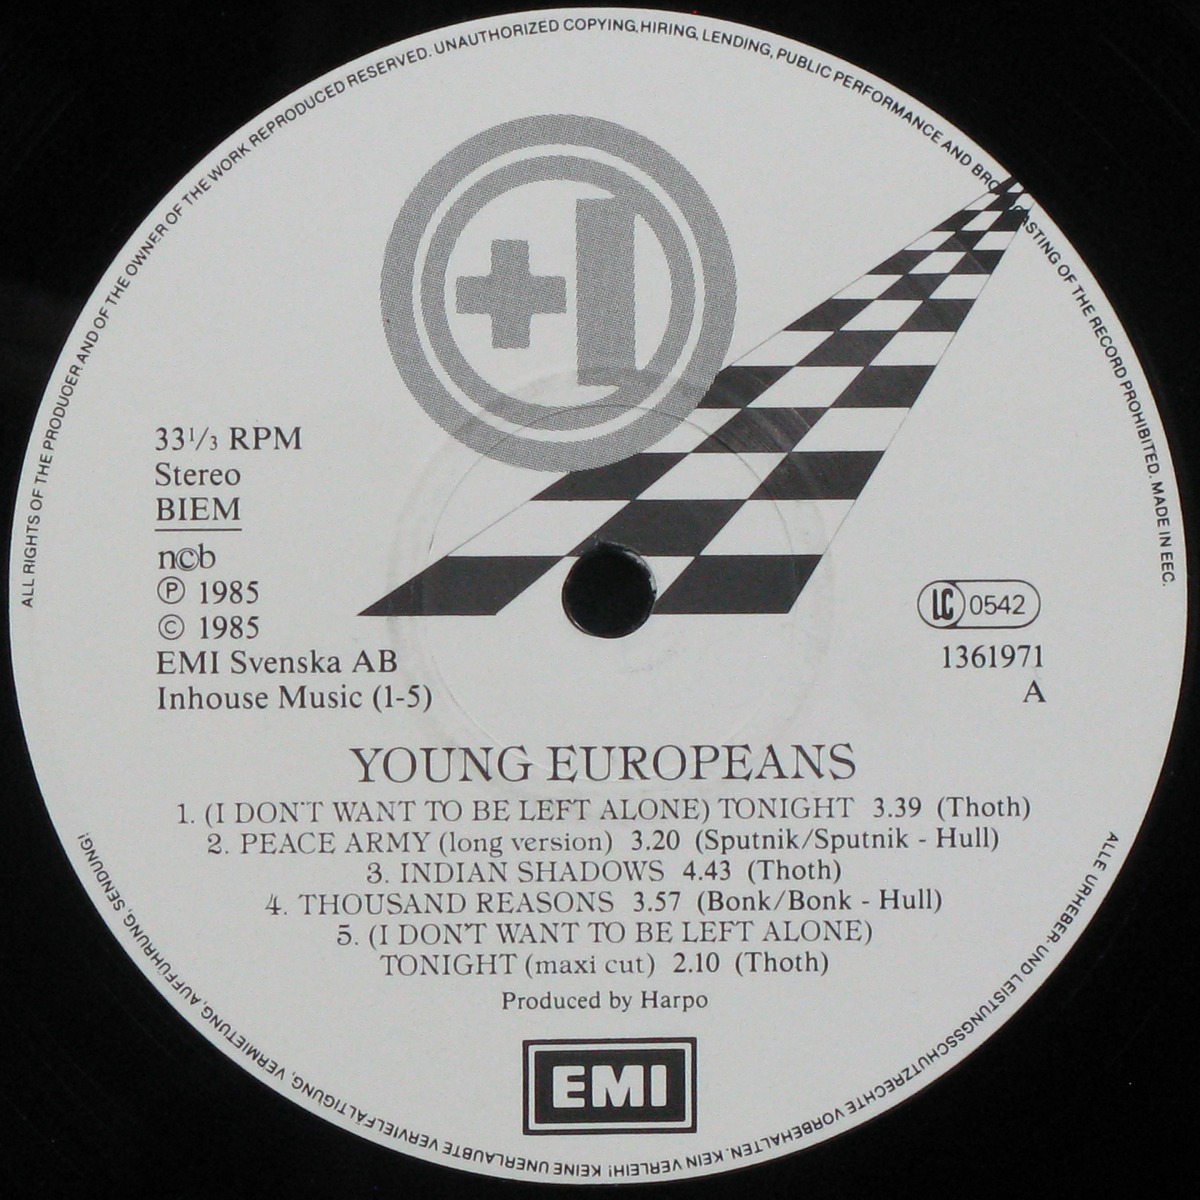 ALL RIGHTS OF THE PRODUCER AND OF THE OWNER OF THE WORK REPRODUCED RESERVED. UNAUTHORIZED COPYING, HIRING, LENDING, PUBLIC PERFORMANCE AND BRO CASTING OF THE RECORD PROHIBITED. MADE IN EEC.
33⅓ RPM
Stereo
BIEM
n©b
Ⓟ 1985
© 1985
EMI Svenska AB
Inhouse Music (1-5)
LC 0542
1361971
A
YOUNG EUROPEANS
1. (I DON'T WANT TO BE LEFT ALONE) TONIGHT 3.39 (Thoth)
2. PEACE ARMY (long version) 3.20 (Sputnik/Sputnik - Hull)
3. INDIAN SHADOWS 4.43 (Thoth)
4. THOUSAND REASONS 3.57 (Bonk/Bonk - Hull)
5. (I DON'T WANT TO BE LEFT ALONE)
TONIGHT (maxi cut) 2.10 (Thoth)
Produced by Harpo
EMI
ALLE URHEBER- UND LEISTUNGSSCHUTZRECHTE VORBEHALTEN. KEIN VERLEIH! KEINE UNERLAUBTE VERVIELFÄLTIGUNG, VERMIETUNG, AUFFÜHRUNG, SENDUNG!